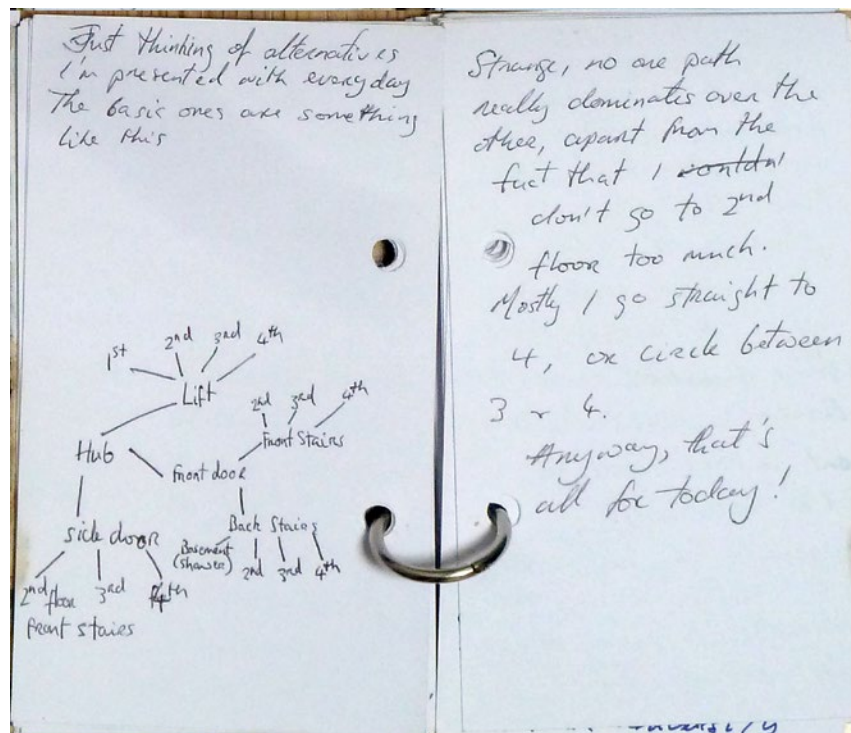 Just thinking of alternatives
I'm presented with everyday
The basic ones are something
like this
1st 2nd 3rd 4th
Lift
2nd 3rd 4th
Front Stairs
Hub
Front door
Side door
Back Stairs
Basement
(shower)
2nd 3rd 4th
2nd floor 3rd 4th
Front stairs
Strange, no one path
really dominates over the
other, apart from the
fact that I wouldn'
don't go to 2nd
floor too much.
Mostly I go straight to
4, or circle between
3 & 4.
Anyway, that's
all for today!